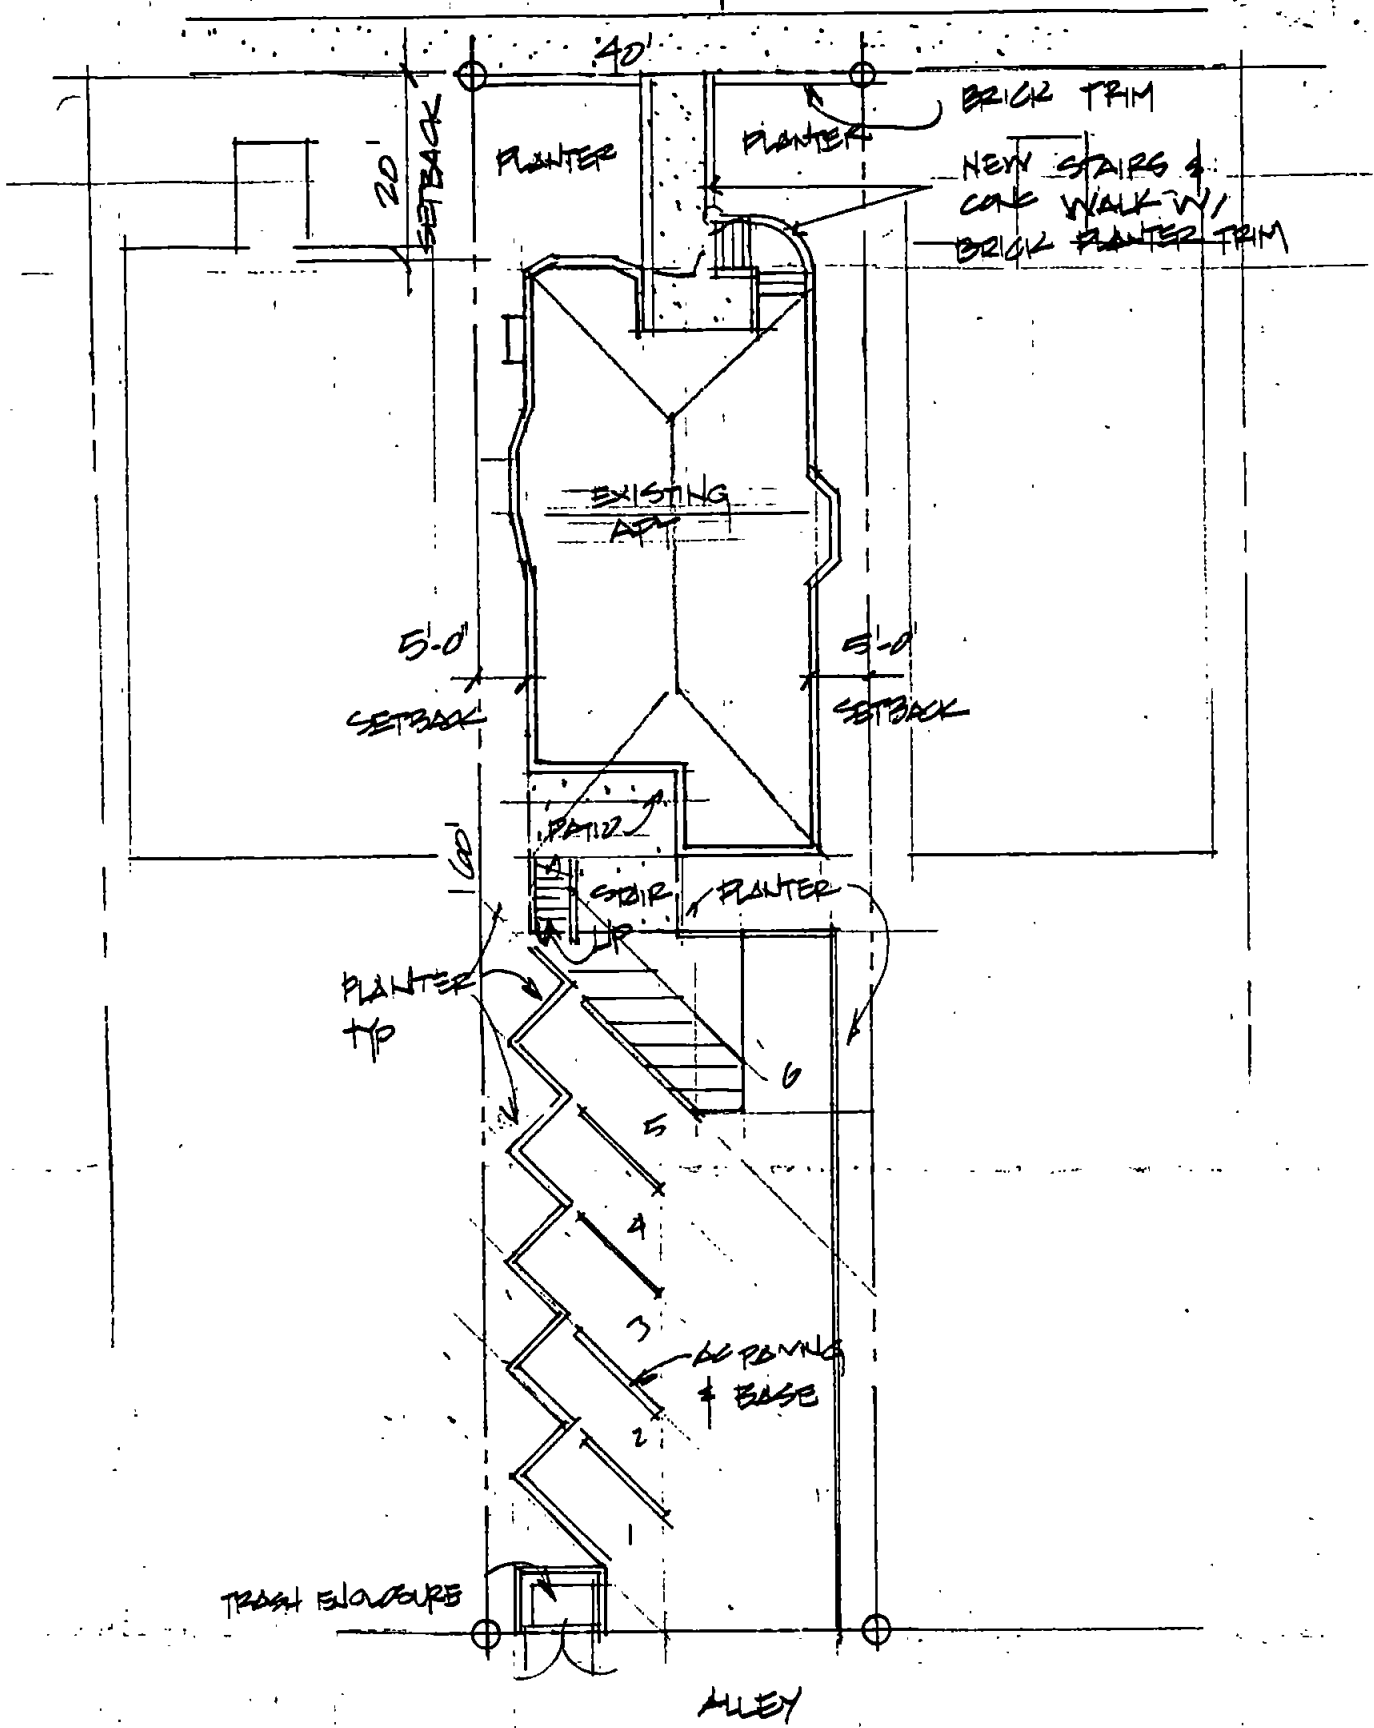 40'
BRICK TRIM
PLANTER
PLANTER
20'
SETBACK
NEW STAIRS &
CONC WALK W/
BRICK PLANTER TRIM
EXISTING
APT
5'-0"
SETBACK
5'-0"
SETBACK
160'
PATIO
STAIR
UP
PLANTER
PLANTER
TYP
6
5
4
3
AC PAVING
& BASE
2
1
TRASH ENCLOSURE
ALLEY